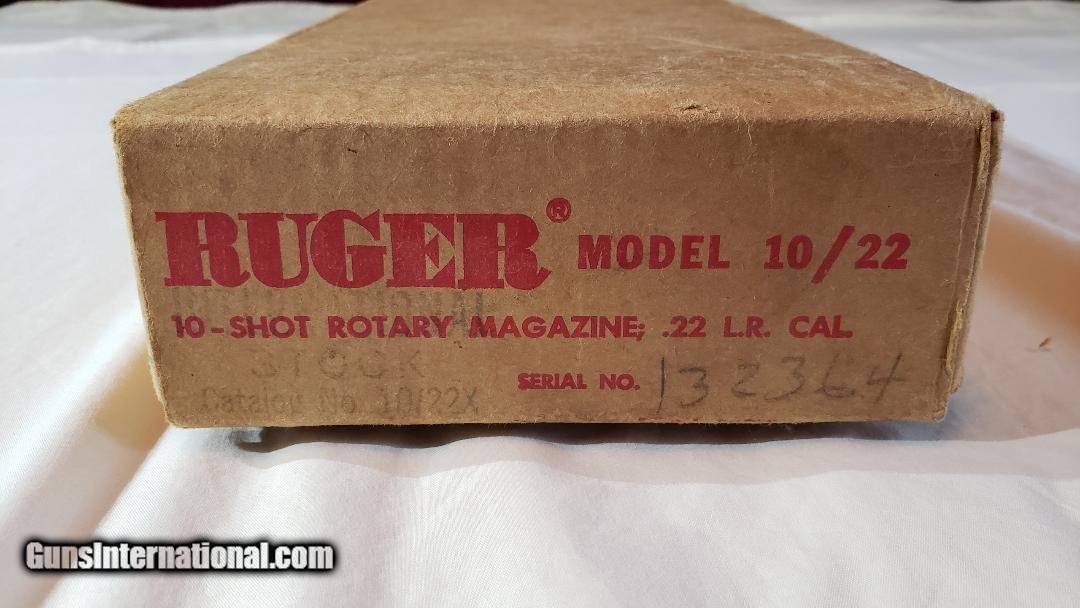 RUGER® MODEL 10/22
INTERNATIONAL
10-SHOT ROTARY MAGAZINE; .22 L.R. CAL.
STOCK
SERIAL NO. 132364
Catalog No. 10/22X
GunsInternational.com